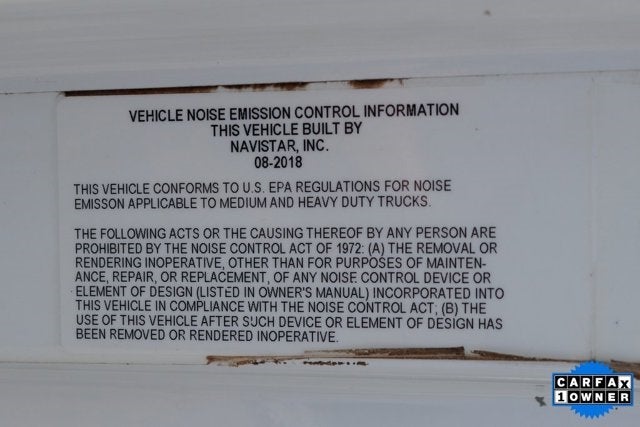 VEHICLE NOISE EMISSION CONTROL INFORMATION
THIS VEHICLE BUILT BY
NAVISTAR, INC.
08-2018
THIS VEHICLE CONFORMS TO U.S. EPA REGULATIONS FOR NOISE
EMISSON APPLICABLE TO MEDIUM AND HEAVY DUTY TRUCKS.
THE FOLLOWING ACTS OR THE CAUSING THEREOF BY ANY PERSON ARE
PROHIBITED BY THE NOISE CONTROL ACT OF 1972: (A) THE REMOVAL OR
RENDERING INOPERATIVE, OTHER THAN FOR PURPOSES OF MAINTEN-
ANCE, REPAIR, OR REPLACEMENT, OF ANY NOISE CONTROL DEVICE OR
ELEMENT OF DESIGN (LISTED IN OWNER'S MANUAL) INCORPORATED INTO
THIS VEHICLE IN COMPLIANCE WITH THE NOISE CONTROL ACT; (B) THE
USE OF THIS VEHICLE AFTER SUCH DEVICE OR ELEMENT OF DESIGN HAS
BEEN REMOVED OR RENDERED INOPERATIVE.
CARFAX
1 OWNER